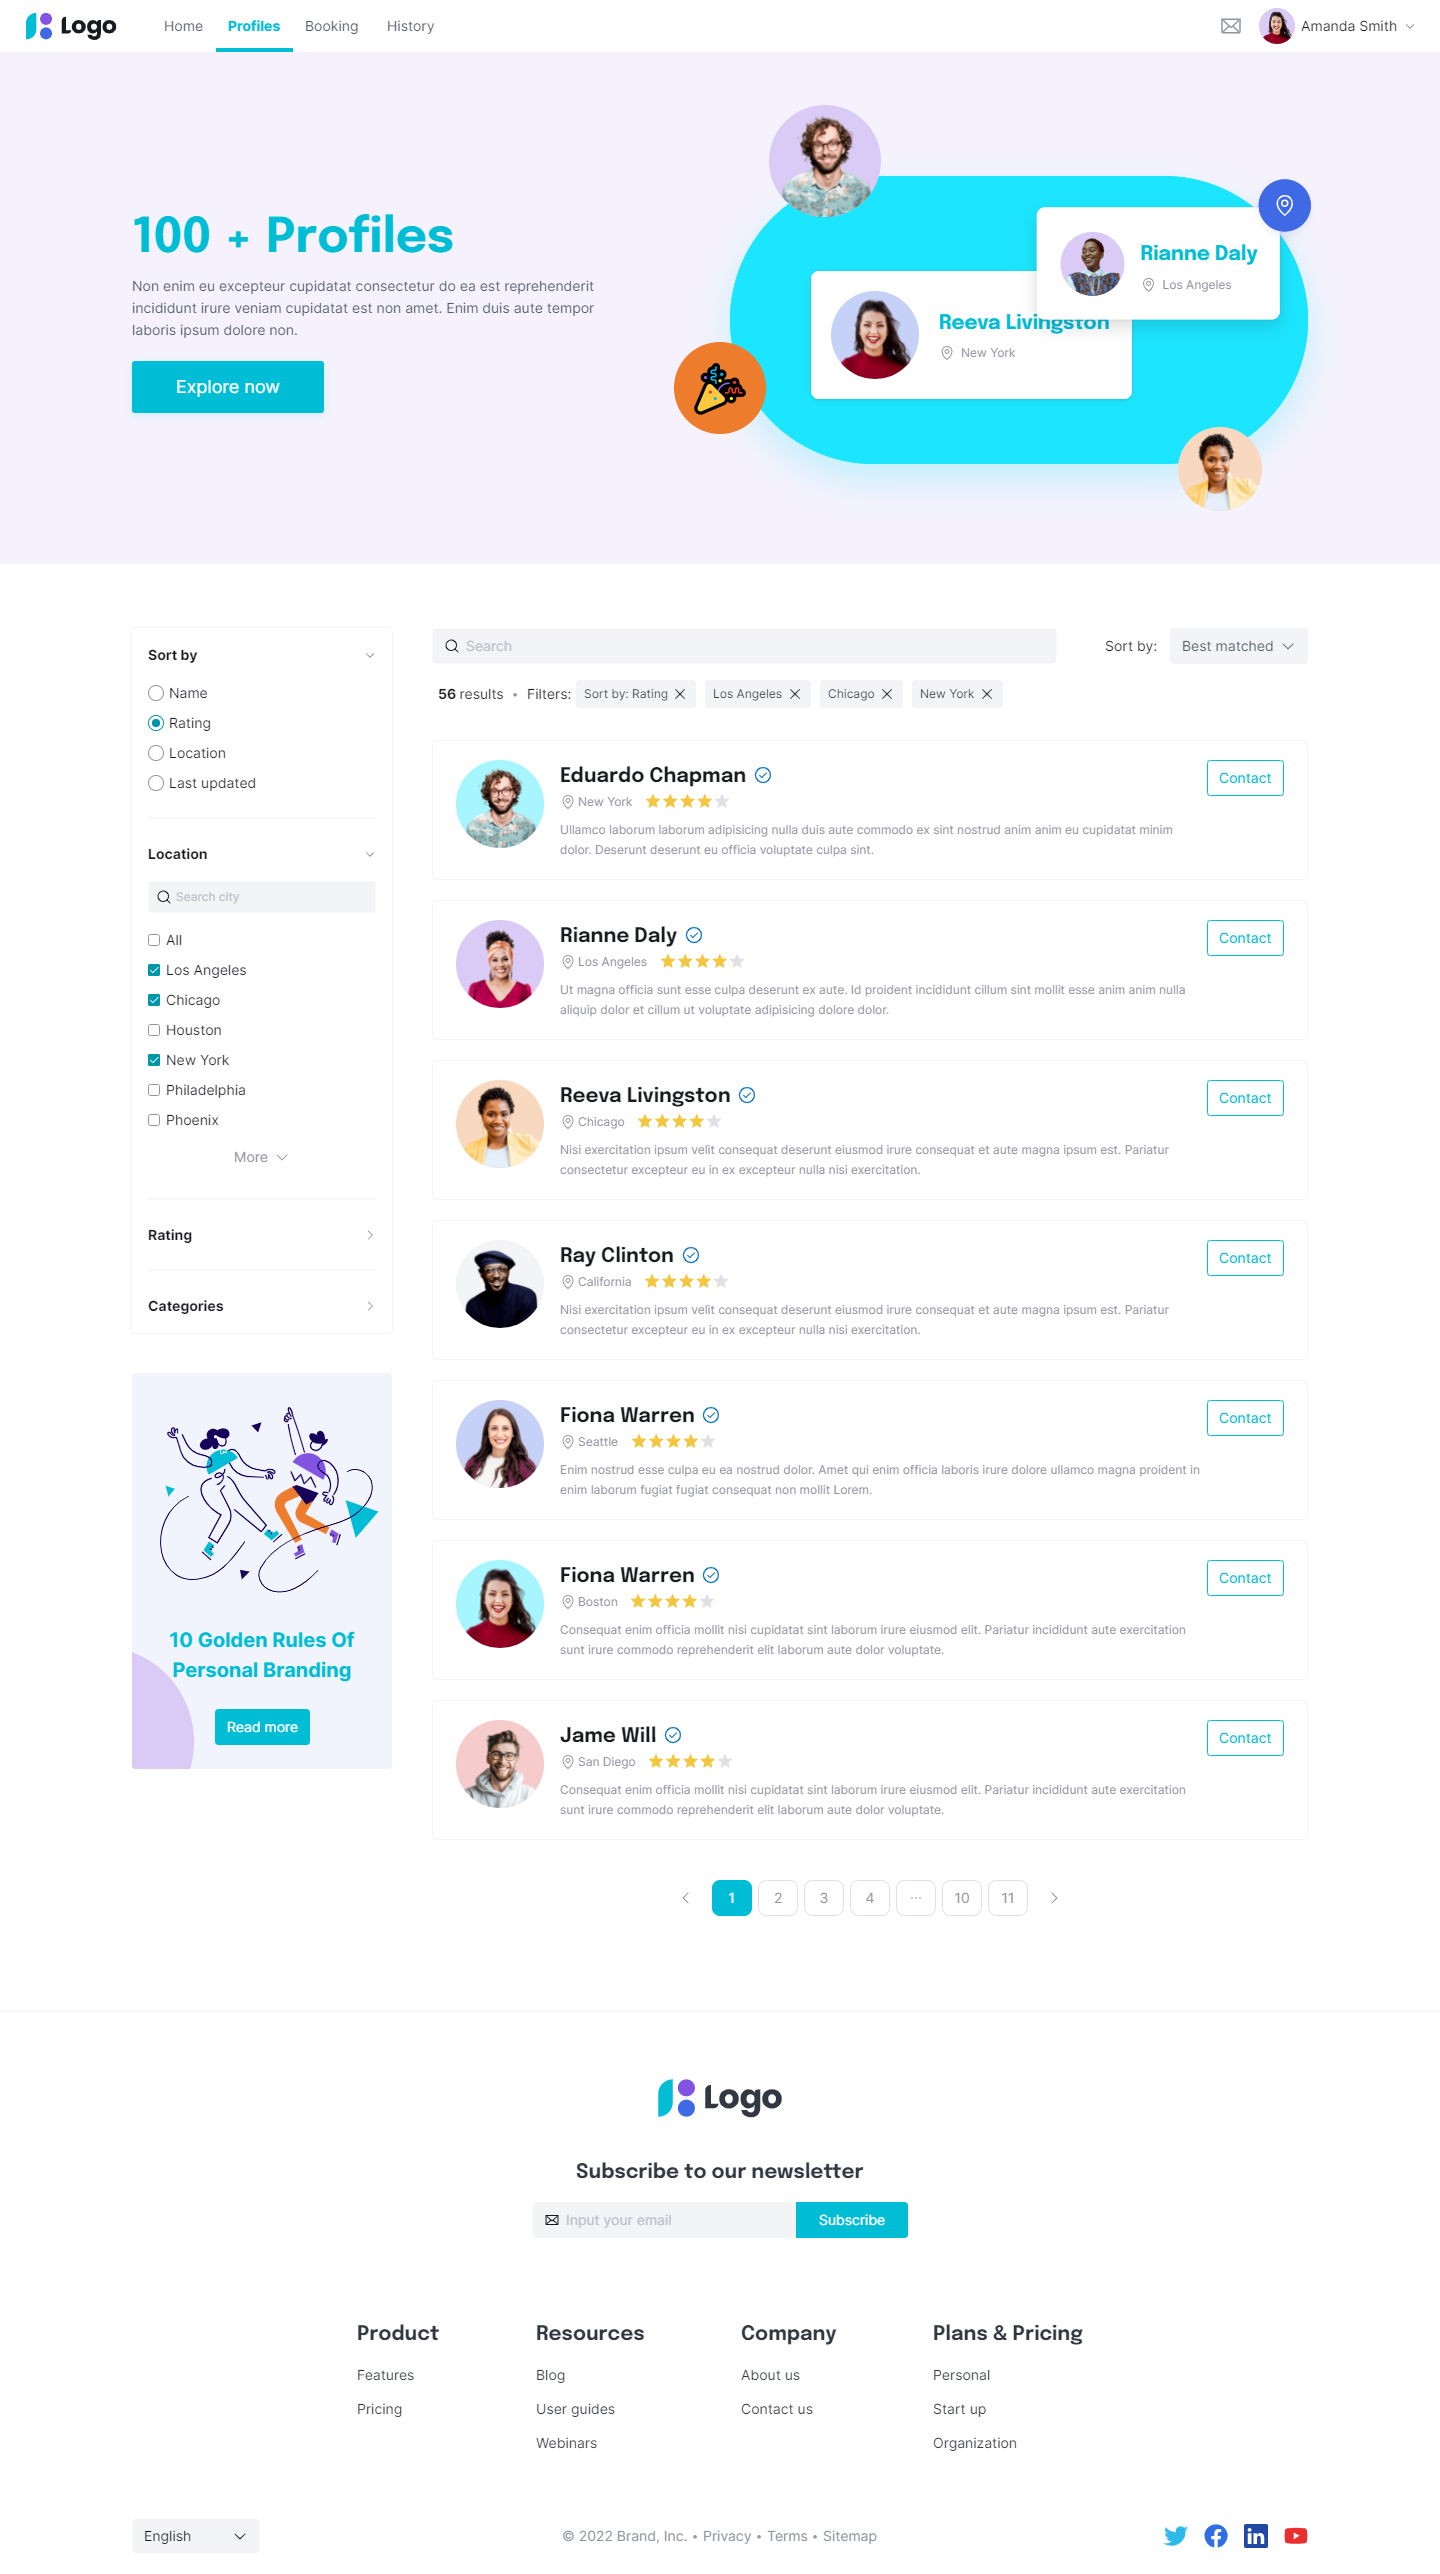 Logo
Home
Profiles
Booking
History
Amanda Smith
100 + Profiles
Non enim eu excepteur cupidatat consectetur do ea est reprehenderit
incididunt irure veniam cupidatat est non amet. Enim duis aute tempor
laboris ipsum dolore non.
Explore now
Rianne Daly
Los Angeles
Reeva Livingston
New York
Sort by
Name
Rating
Location
Last updated
Location
Search city
All
Los Angeles
Chicago
Houston
New York
Philadelphia
Phoenix
More
Rating
Categories
10 Golden Rules Of
Personal Branding
Read more
Search
Sort by:
Best matched
56 results • Filters:
Sort by: Rating
Los Angeles
Chicago
New York
Eduardo Chapman
New York
Ullamco laborum laborum adipisicing nulla duis aute commodo ex sint nostrud anim anim eu cupidatat minim
dolor. Deserunt deserunt eu officia voluptate culpa sint.
Contact
Rianne Daly
Los Angeles
Ut magna officia sunt esse culpa deserunt ex aute. Id proident incididunt cillum sint mollit esse anim anim nulla
aliquip dolor et cillum ut voluptate adipisicing dolore dolor.
Contact
Reeva Livingston
Chicago
Nisi exercitation ipsum velit consequat deserunt eiusmod irure consequat et aute magna ipsum est. Pariatur
consectetur excepteur eu in ex excepteur nulla nisi exercitation.
Contact
Ray Clinton
California
Nisi exercitation ipsum velit consequat deserunt eiusmod irure consequat et aute magna ipsum est. Pariatur
consectetur excepteur eu in ex excepteur nulla nisi exercitation.
Contact
Fiona Warren
Seattle
Enim nostrud esse culpa eu ea nostrud dolor. Amet qui enim officia laboris irure dolore ullamco magna proident in
enim laborum fugiat fugiat consequat non mollit Lorem.
Contact
Fiona Warren
Boston
Consequat enim officia mollit nisi cupidatat sint laborum irure eiusmod elit. Pariatur incididunt aute exercitation
sunt irure commodo reprehenderit elit laborum aute dolor voluptate.
Contact
Jame Will
San Diego
Consequat enim officia mollit nisi cupidatat sint laborum irure eiusmod elit. Pariatur incididunt aute exercitation
sunt irure commodo reprehenderit elit laborum aute dolor voluptate.
Contact
1 2 3 4 ... 10 11
Logo
Subscribe to our newsletter
Input your email
Subscribe
Product
Features
Pricing
Resources
Blog
User guides
Webinars
Company
About us
Contact us
Plans & Pricing
Personal
Start up
Organization
English
© 2022 Brand, Inc. • Privacy • Terms • Sitemap